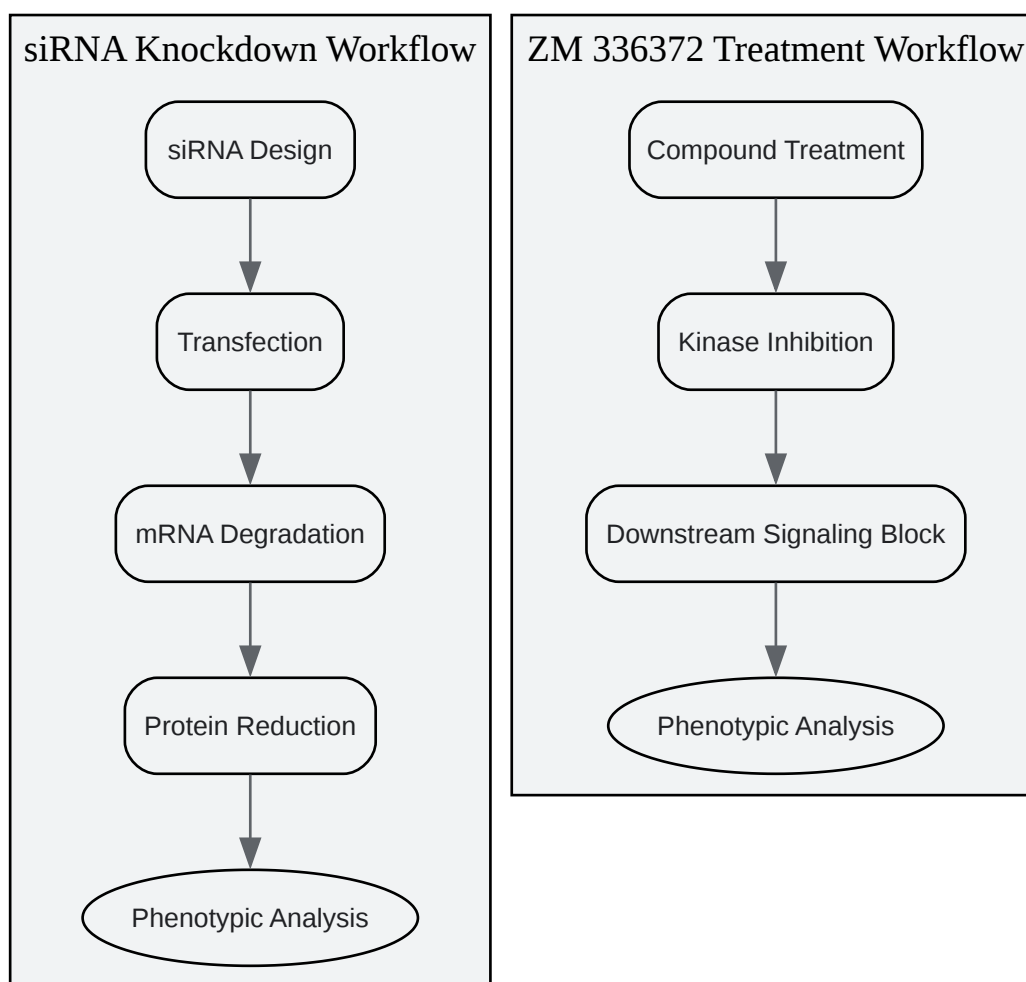 siRNA Knockdown Workflow
siRNA Design
Transfection
mRNA Degradation
Protein Reduction
Phenotypic Analysis
ZM 336372 Treatment Workflow
Compound Treatment
Kinase Inhibition
Downstream Signaling Block
Phenotypic Analysis